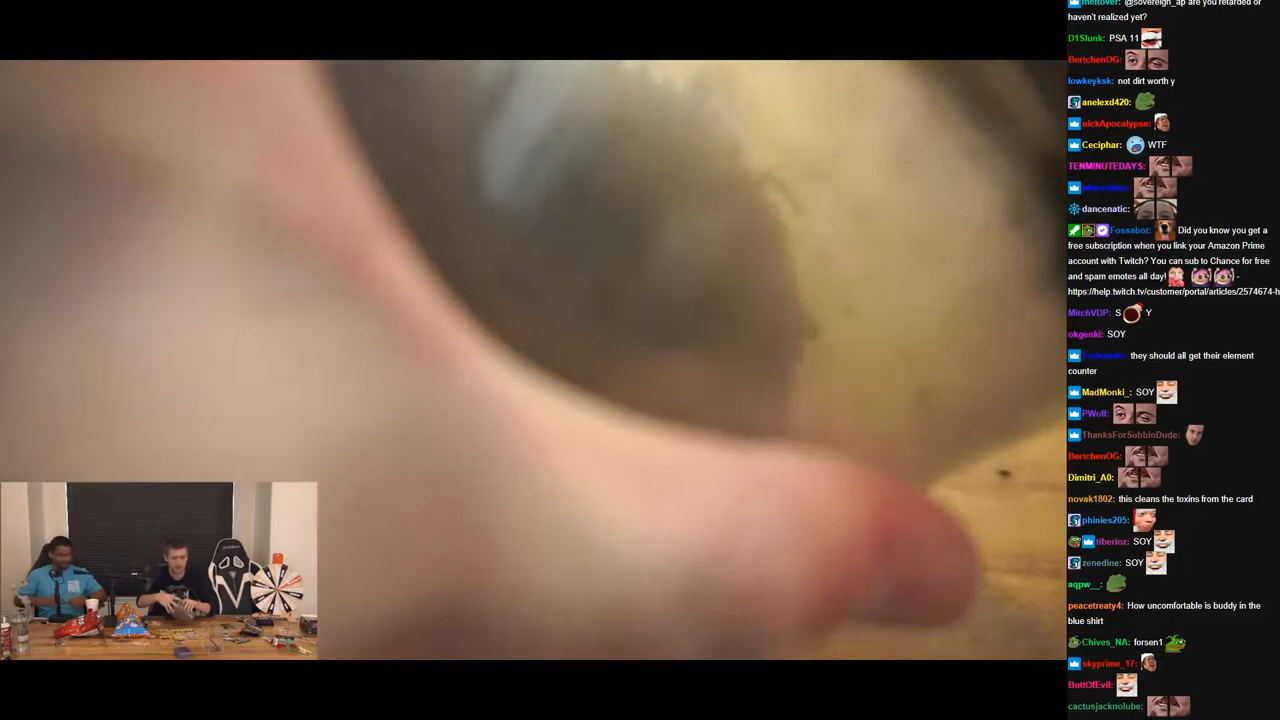 meltover: @sovereign_ap are you retarded or
haven't realized yet?
D1Slunk: PSA 11
BertchenOG:
lowkeyksk: not dirt worth y
anelexd420:
nickApocalypse:
Ceciphar: WTF
TENMINUTEDAYS:
dancenatic:
Fossabot: Did you know you get a
free subscription when you link your Amazon Prime
account with Twitch? You can sub to Chance for free
and spam emotes all day! -
https://help.twitch.tv/customer/portal/articles/2574674-h
MitchVDP: S Y
okgenki: SOY
they should all get their element
counter
MadMonki_: SOY
PWolf:
ThanksForSubbinDude:
BertchenOG:
Dimitri_A0:
novak1802: this cleans the toxins from the card
phinies205:
tiberioz: SOY
zenedine: SOY
aqpw__:
peacetreaty4: How uncomfortable is buddy in the
blue shirt
Chives_NA: forsen1
skyprime_17:
ButtOfEvil:
cactusjacknolube: